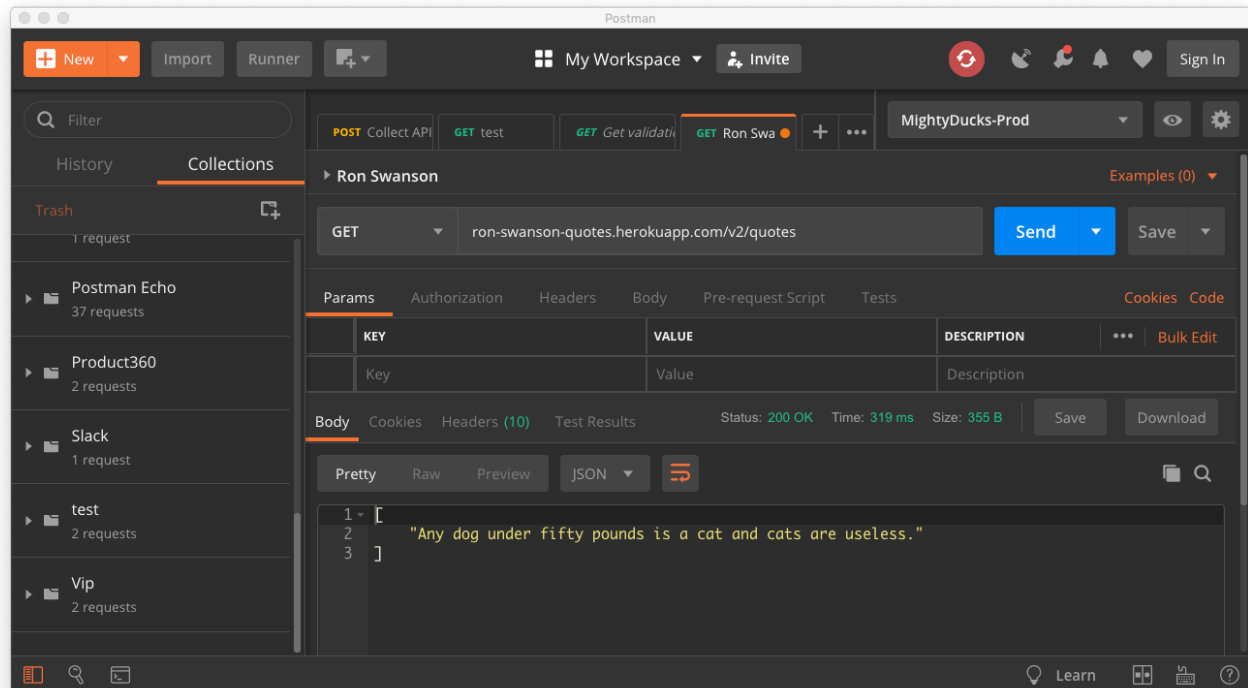 Postman
New Import Runner My Workspace Invite Sign In
Filter
History Collections
Trash
1 request
Postman Echo
37 requests
Product360
2 requests
Slack
1 request
test
2 requests
Vip
2 requests
POST Collect API GET test GET Get validati GET Ron Swa + ••• MightyDucks-Prod
Ron Swanson Examples (0)
GET ron-swanson-quotes.herokuapp.com/v2/quotes Send Save
Params Authorization Headers Body Pre-request Script Tests Cookies Code
KEY VALUE DESCRIPTION ••• Bulk Edit
Key Value Description
Body Cookies Headers (10) Test Results Status: 200 OK Time: 319 ms Size: 355 B Save Download
Pretty Raw Preview JSON
1 [
2 "Any dog under fifty pounds is a cat and cats are useless."
3 ]
Learn